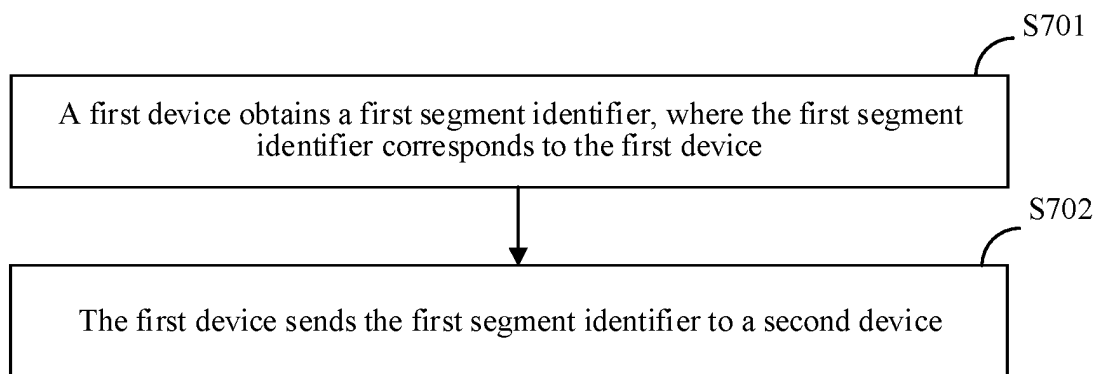 S701
A first device obtains a first segment identifier, where the first segment
identifier corresponds to the first device
S702
The first device sends the first segment identifier to a second device